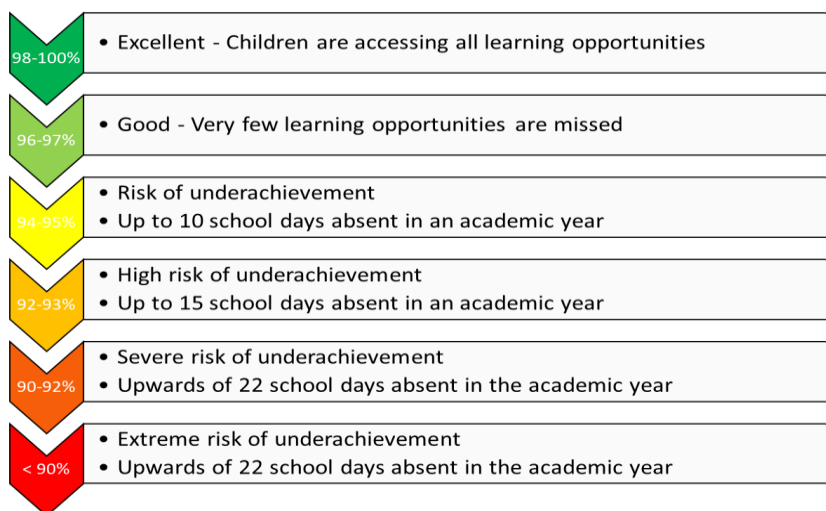 98-100%
• Excellent - Children are accessing all learning opportunities
96-97%
• Good - Very few learning opportunities are missed
94-95%
• Risk of underachievement
• Up to 10 school days absent in an academic year
92-93%
• High risk of underachievement
• Up to 15 school days absent in an academic year
90-92%
• Severe risk of underachievement
• Upwards of 22 school days absent in the academic year
< 90%
• Extreme risk of underachievement
• Upwards of 22 school days absent in the academic year